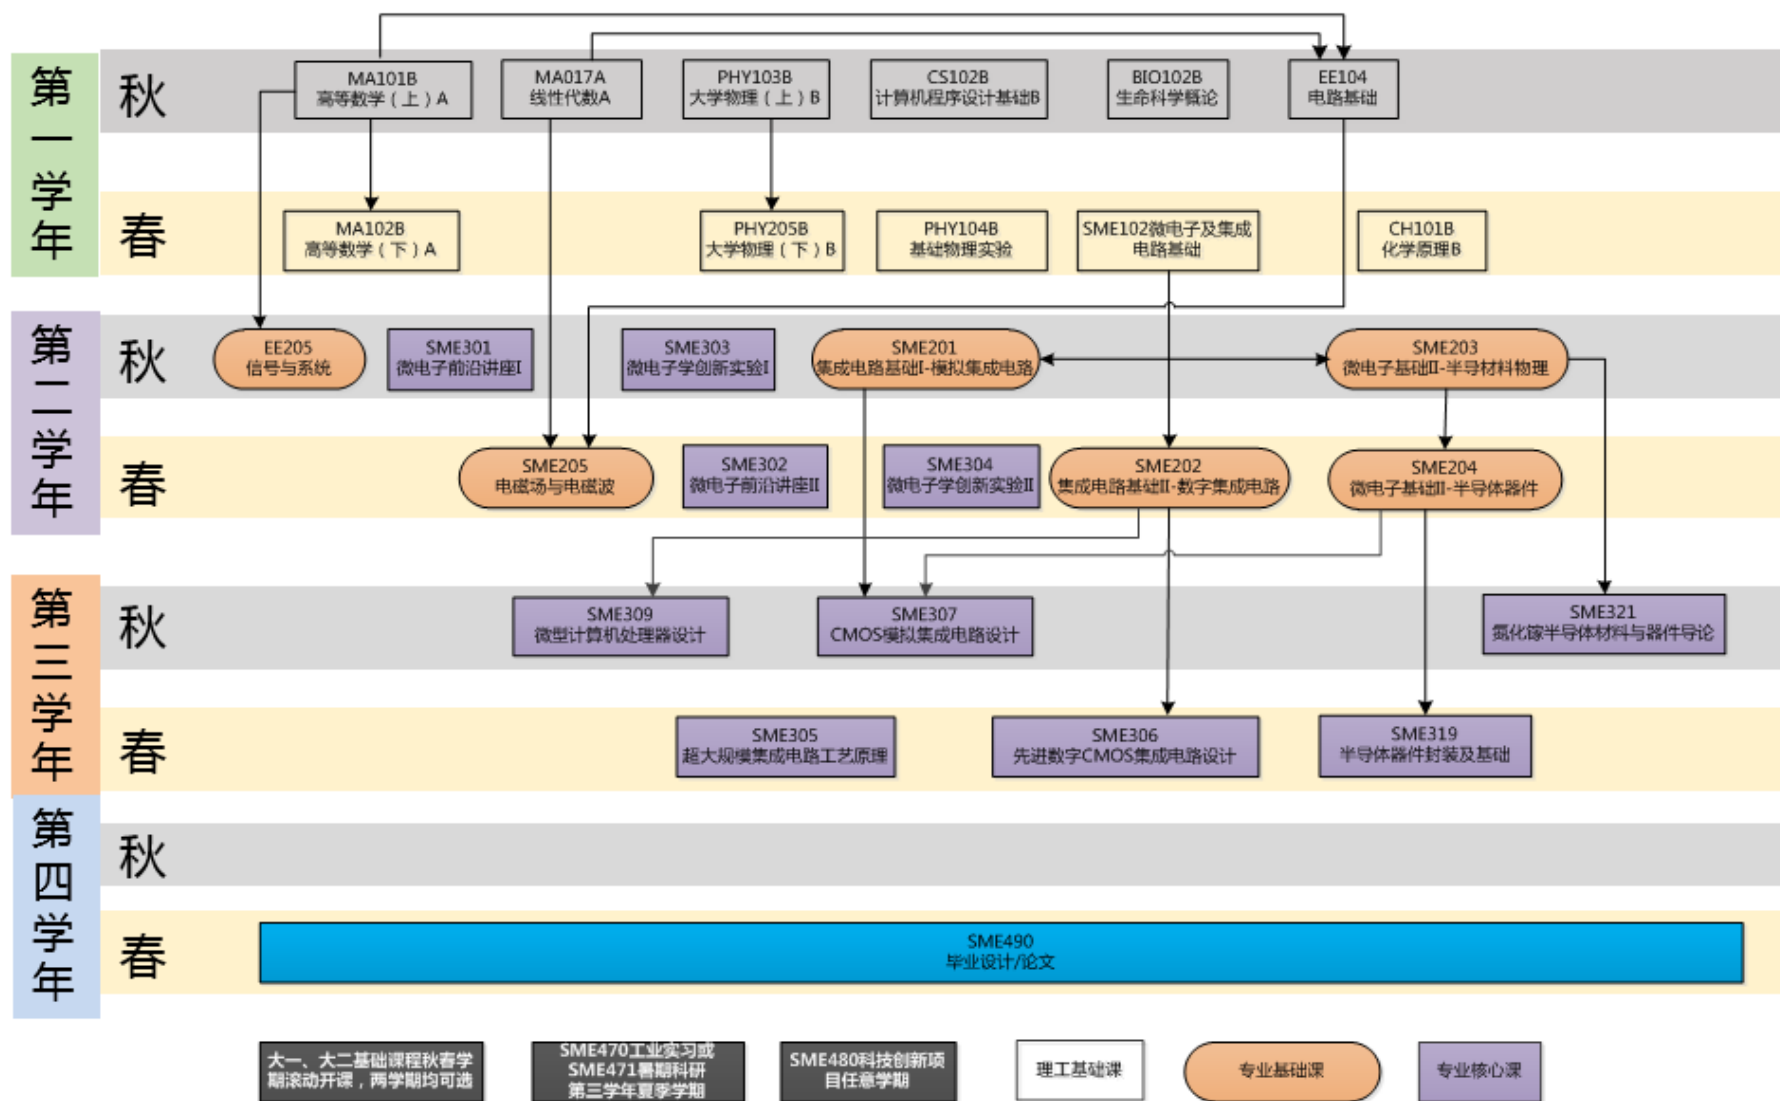 第一学年
秋
MA101B
高等数学（上）A
MA017A
线性代数A
PHY103B
大学物理（上）B
CS102B
计算机程序设计基础B
BIO102B
生命科学概论
EE104
电路基础
春
MA102B
高等数学（下）A
PHY205B
大学物理（下）B
PHY104B
基础物理实验
SME102微电子及集成
电路基础
CH101B
化学原理B
第二学年
秋
EE205
信号与系统
SME301
微电子前沿讲座I
SME303
微电子学创新实验I
SME201
集成电路基础I-模拟集成电路
SME203
微电子基础II-半导材料物理
春
SME205
电磁场与电磁波
SME302
微电子前沿讲座II
SME304
微电子学创新实验II
SME202
集成电路基础II-数字集成电路
SME204
微电子基础II-半导体器件
第三学年
秋
SME309
微型计算机处理器设计
SME307
CMOS模拟集成电路设计
SME321
氮化镓半导体材料与器件导论
春
SME305
超大规模集成电路工艺原理
SME306
先进数字CMOS集成电路设计
SME319
半导体器件封装及基础
第四学年
秋
春
SME490
毕业设计/论文
大一、大二基础课程秋春学
期滚动开课，两学期均可选
SME470工业实习或
SME471暑期科研
第三学年夏季学期
SME480科技创新项
目任意学期
理工基础课
专业基础课
专业核心课